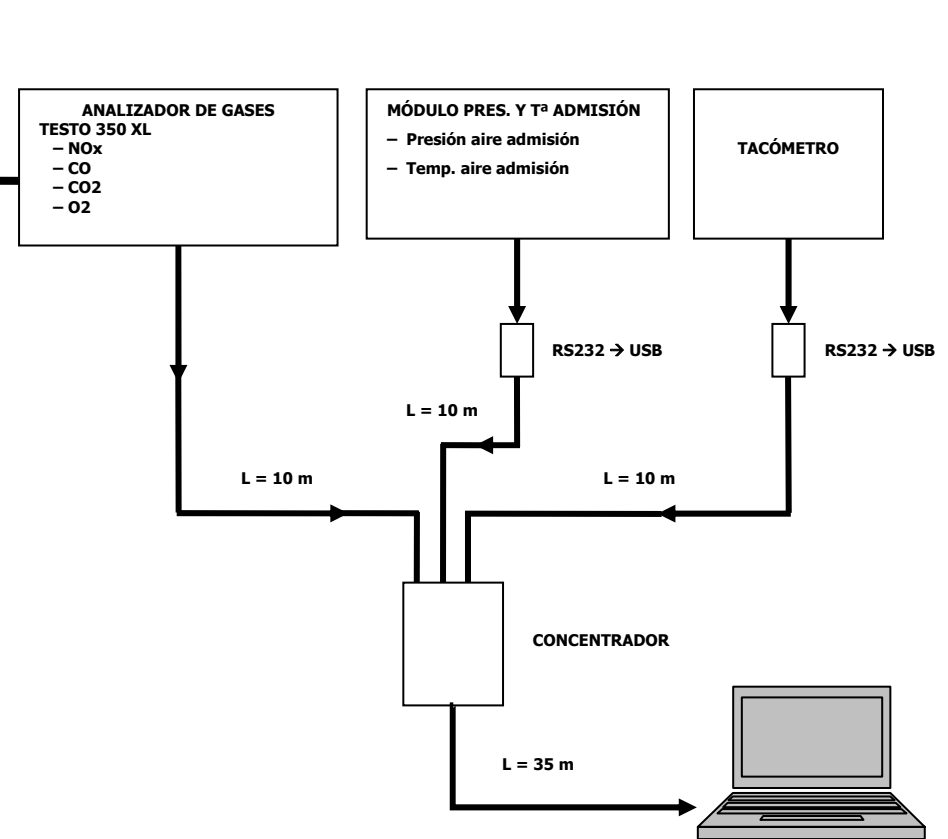 ANALIZADOR DE GASES
TESTO 350 XL
– NOx
– CO
– CO2
– O2
MÓDULO PRES. Y Tª ADMISIÓN
– Presión aire admisión
– Temp. aire admisión
TACÓMETRO
RS232 → USB
RS232 → USB
L = 10 m
L = 10 m
L = 10 m
CONCENTRADOR
L = 35 m